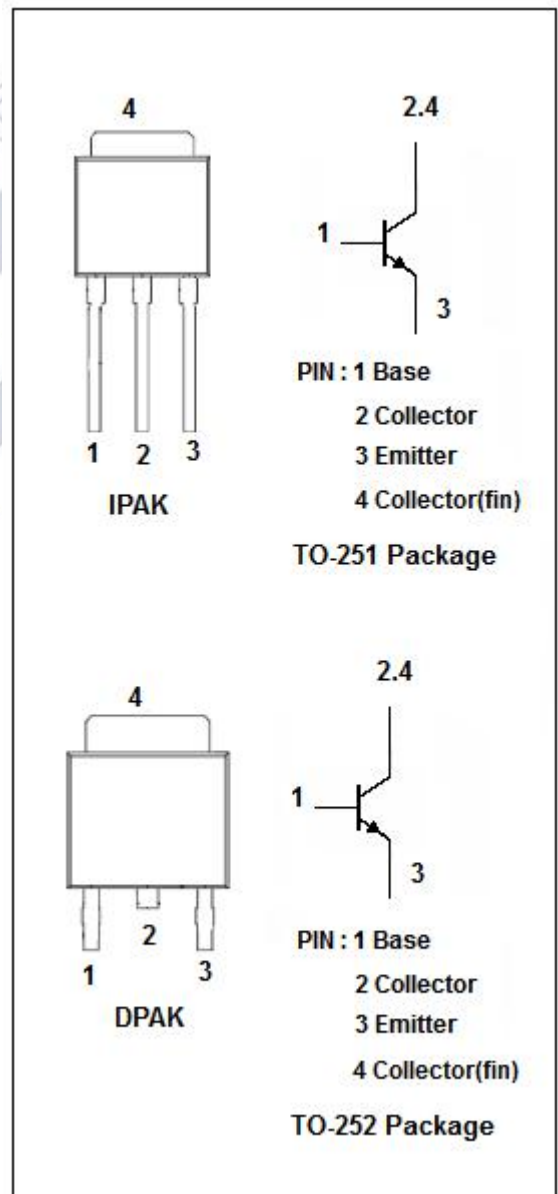 4
2.4
1
3
PIN : 1 Base
2 Collector
3 Emitter
4 Collector(fin)
1 2 3
IPAK
TO-251 Package
4
2.4
1
3
PIN : 1 Base
2 Collector
3 Emitter
4 Collector(fin)
1 2 3
DPAK
TO-252 Package